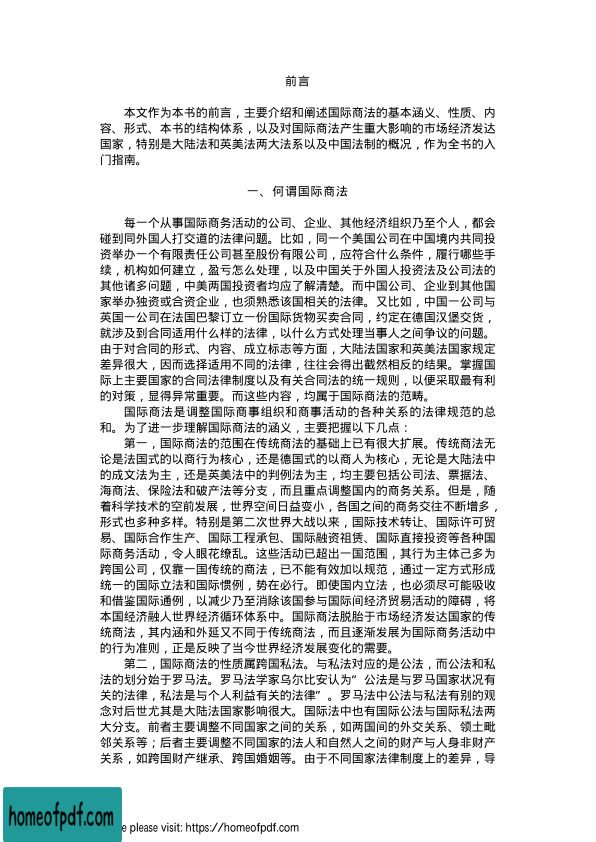 前言
本文作为本书的前言，主要介绍和阐述国际商法的基本涵义、性质、内
容、形式、本书的结构体系，以及对国际商法产生重大影响的市场经济发达
国家，特别是大陆法和英美法两大法系以及中国法制的概况，作为全书的入
门指南。
一、何谓国际商法
每一个从事国际商务活动的公司、企业、其他经济组织乃至个人，都会
碰到同外国人打交道的法律问题。比如，同一个美国公司在中国境内共同投
资举办一个有限责任公司甚至股份有限公司，应符合什么条件，履行哪些手
续，机构如何建立，盈亏怎么处理，以及中国关于外国人投资法及公司法的
其他诸多问题，中美两国投资者均应了解清楚。而中国公司、企业到其他国
家举办独资或合资企业，也须熟悉该国相关的法律。又比如，中国一公司与
英国一公司在法国巴黎订立一份国际货物买卖合同，约定在德国汉堡交货，
就涉及到合同适用什么样的法律，以什么方式处理当事人之间争议的问题。
由于对合同的形式、内容、成立标志等方面，大陆法国家和英美法国家规定
差异很大，因而选择适用不同的法律，往往会得出截然相反的结果。掌握国
际上主要国家的合同法律制度以及有关合同法的统一规则，以便采取最有利
的对策，显得异常重要。而这些内容，均属于国际商法的范畴。
国际商法是调整国际商事组织和商事活动的各种关系的法律规范的总
和。为了进一步理解国际商法的涵义，主要把握以下几点：
第一，国际商法的范围在传统商法的基础上已有很大扩展。传统商法无
论是法国式的以商行为核心，还是德国式的以商人为核心，无论是大陆法中
的成文法为主，还是英美法中的判例法为主，均主要包括公司法、票据法、
海商法、保险法和破产法等分支，而且重点调整国内的商务关系。但是，随
着科学技术的空前发展，世界空间日益变小，各国之间的商务交往不断增多，
形式也多种多样。特别是第二次世界大战以来，国际技术转让、国际许可贸
易、国际合作生产、国际工程承包、国际融资祖赁、国际直接投资等各种国
际商务活动，令人眼花缭乱。这些活动已超出一国范围，其行为主体己多为
跨国公司，仅靠一国传统的商法，已不能有效加以规范，通过一定方式形成
统一的国际立法和国际惯例，势在必行。即使国内立法，也必须尽可能吸收
和借鉴国际通例，以减少乃至消除该国参与国际间经济贸易活动的障碍，将
本国经济融人世界经济循环体系中。国际商法脱胎于市场经济发达国家的传
统商法，其内涵和外延又不同于传统商法，而且逐渐发展为国际商务活动中
的行为准则，正是反映了当今世界经济发展变化的需要。
第二，国际商法的性质属跨国私法。与私法对应的是公法，而公法和私
法的划分始于罗马法。罗马法学家乌尔比安认为“公法是与罗马国家状况有
关的法律，私法是与个人利益有关的法律”。罗马法中公法与私法有别的观
念对后世尤其是大陆法国家影响很大。国际法中也有国际公法与国际私法两
大分支。前者主要调整不同国家之间的关系，如两国间的外交关系、领土毗
邻关系等；后者主要调整不同国家的法人和自然人之间的财产与人身非财产
关系，如跨国财产继承、跨国婚姻等。由于不同国家法律制度上的差异，导
homeofpdf.com
e please visit: https://homeofpdf.com